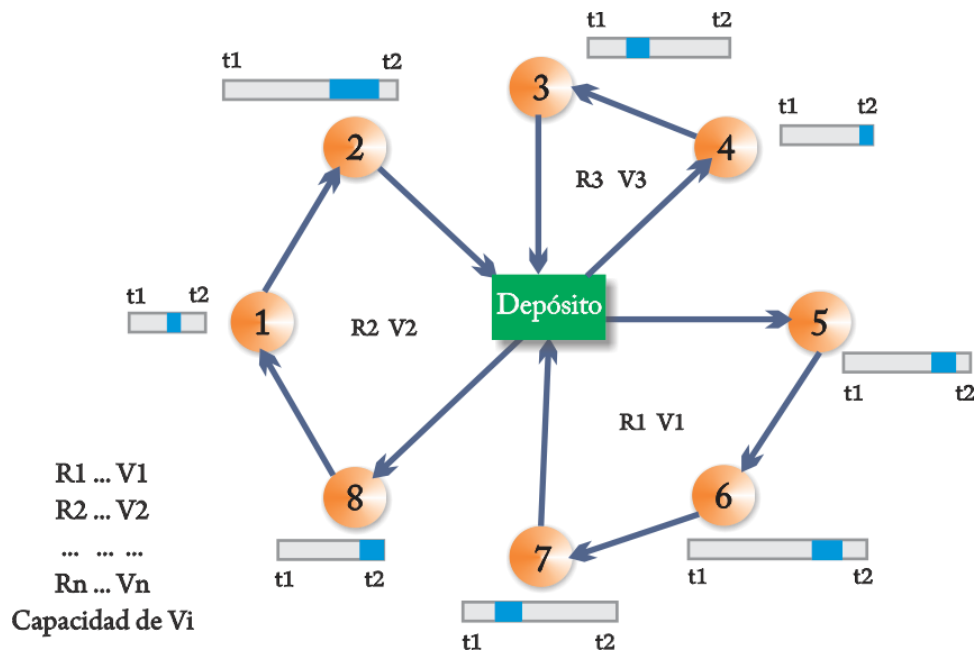 t1 t2
t1 t2
3
t1 t2
2
4
R3 V3
Depósito
t1 t2
1
5
R2 V2
t1 t2
R1 V1
R1 ... V1
R2 ... V2
... ... ...
Rn ... Vn
Capacidad de Vi
8
6
t1 t2
7
t1 t2
t1 t2